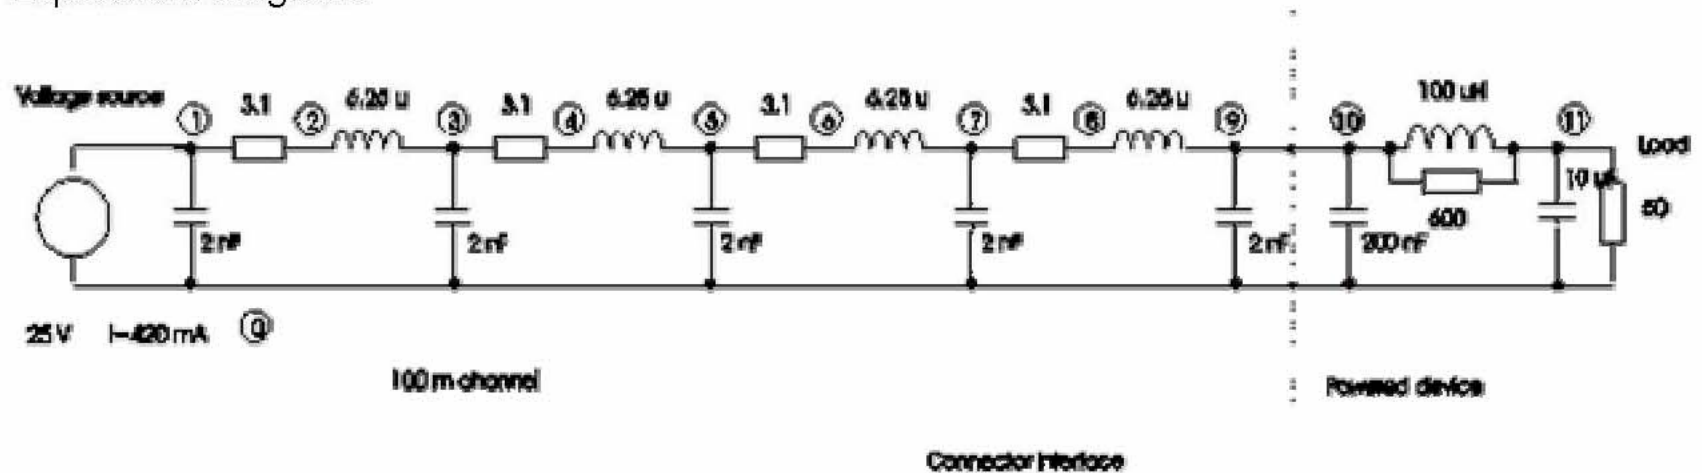 Voltage source
3.1
6.25 u
3.1
6.25 u
3.1
6.25 u
3.1
6.25 u
100 uH
1
2
3
4
5
6
7
8
9
10
11
Load
600
10 uF
60
2 nF
2 nF
2 nF
2 nF
2 nF
200 nF
25 V I=420 mA 0
100 m channel
Powered device
Connector interface